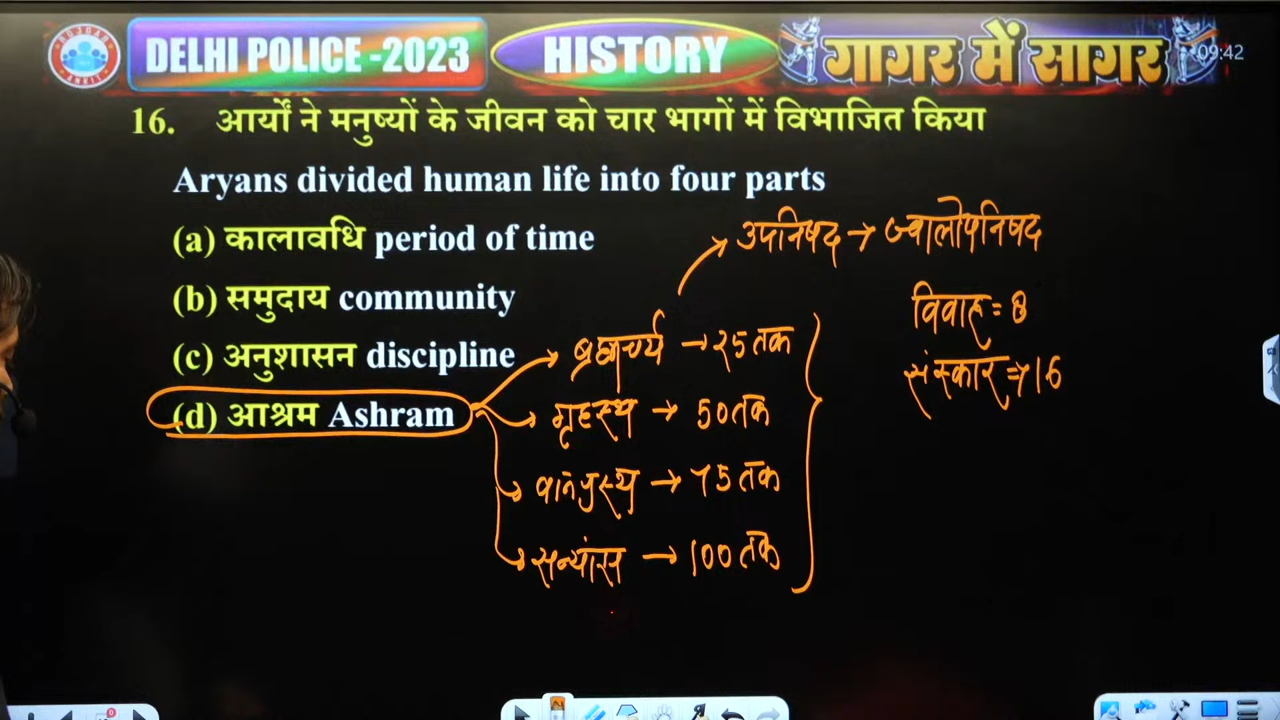 ROJGAR
ANKIT
DELHI POLICE -2023
HISTORY
गागर में सागर
09:42
16. आर्यों ने मनुष्यों के जीवन को चार भागों में विभाजित किया
Aryans divided human life into four parts
(a) कालावधि period of time
(b) समुदाय community
(c) अनुशासन discipline
(d) आश्रम Ashram
उपनिषद → ज्वालोपनिषद
विवाह = 8
संस्कार ⇒ 16
ब्रह्मचर्य → 25 तक
गृहस्थ → 50 तक
वानप्रस्थ → 75 तक
सन्यांस → 100 तक